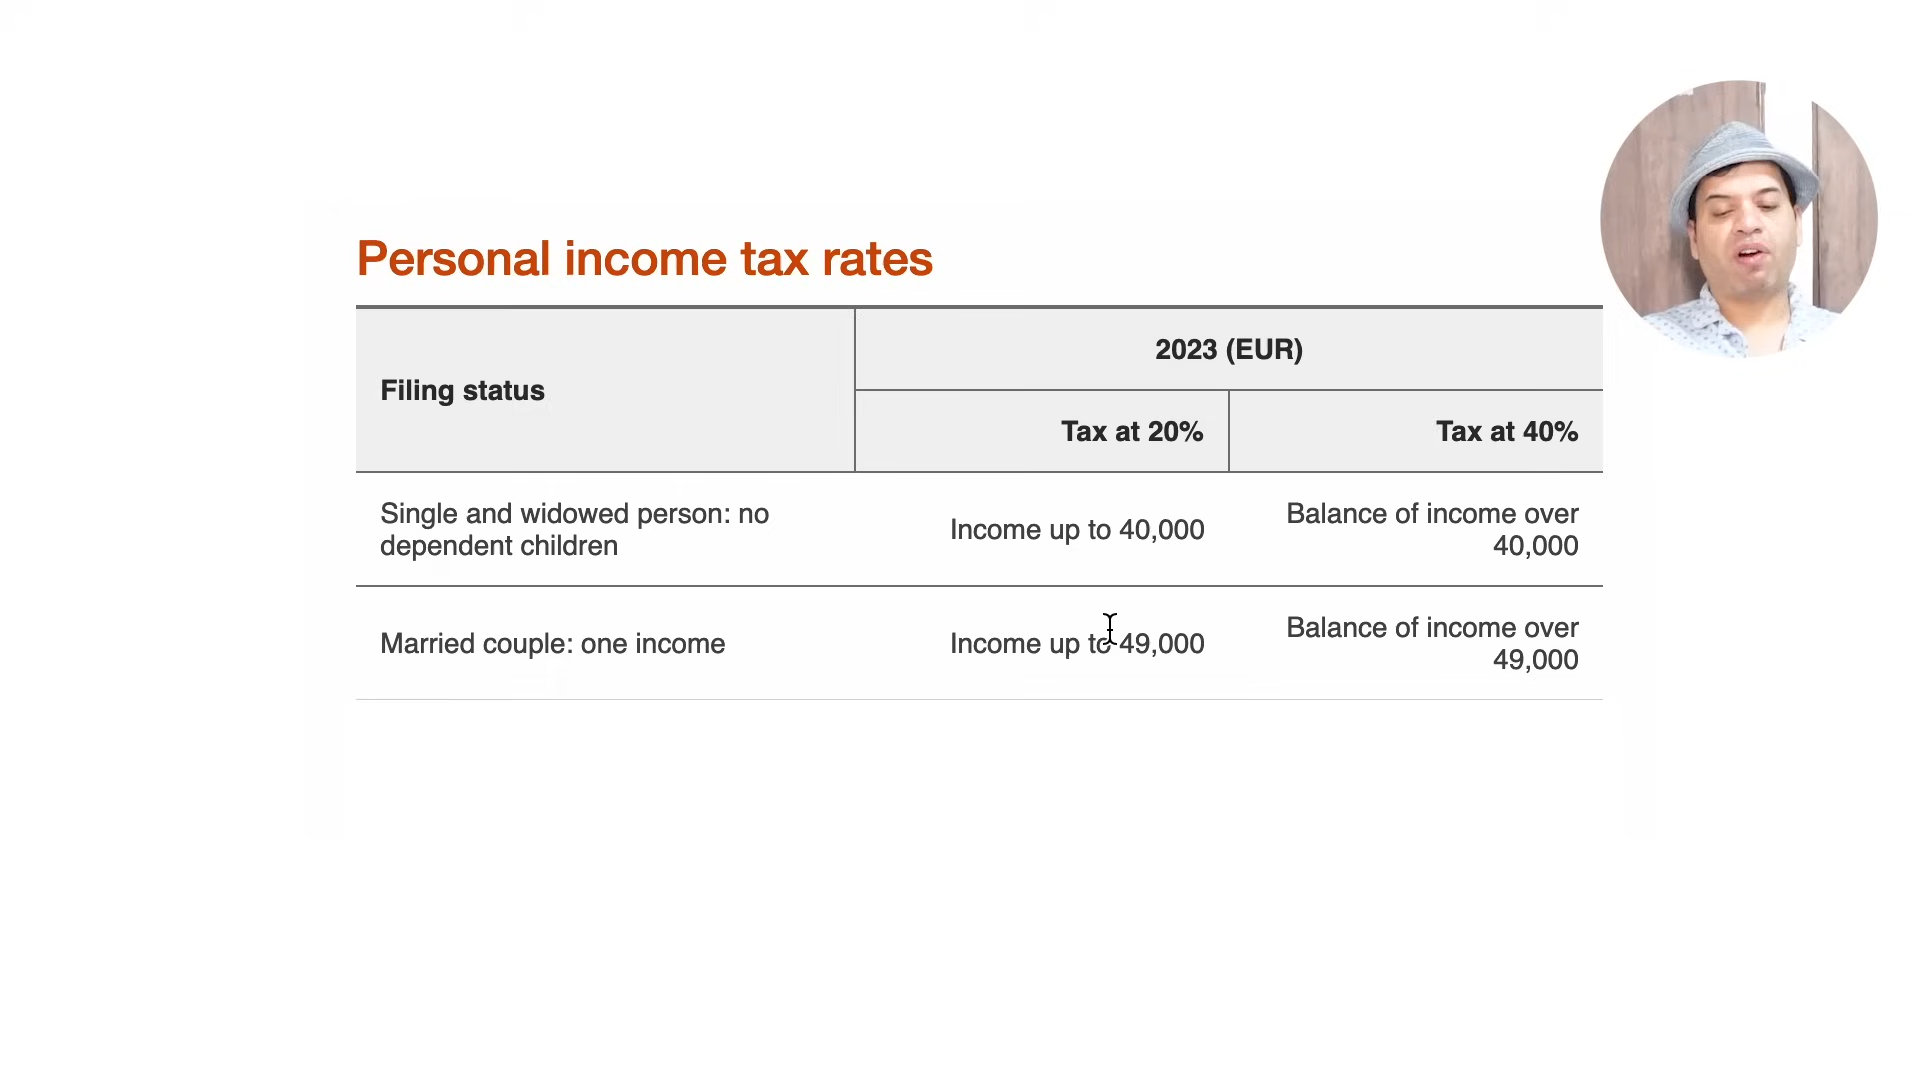 Personal income tax rates
Filing status
2023 (EUR)
Tax at 20%
Tax at 40%
Single and widowed person: no
dependent children
Income up to 40,000
Balance of income over
40,000
Married couple: one income
Income up to 49,000
Balance of income over
49,000